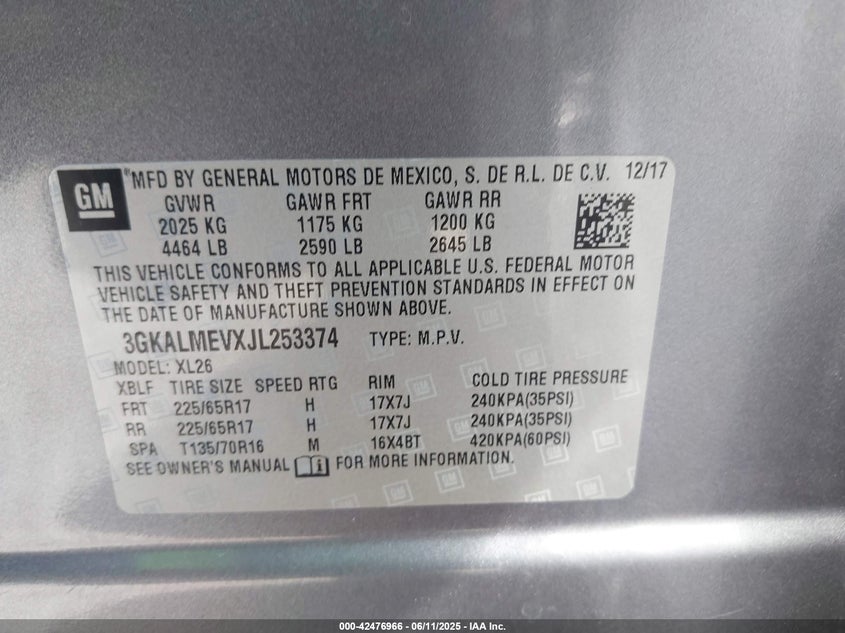 GM
®MFD BY GENERAL MOTORS DE MEXICO, S. DE R.L. DE C.V. 12/17
GVWR GAWR FRT GAWR RR
2025 KG 1175 KG 1200 KG
4464 LB 2590 LB 2645 LB
THIS VEHICLE CONFORMS TO ALL APPLICABLE U.S. FEDERAL MOTOR
VEHICLE SAFETY AND THEFT PREVENTION STANDARDS IN EFFECT ON
THE DATE OF MANUFACTURE SHOWN ABOVE.
3GKALMEVXJL253374 TYPE: M.P.V.
MODEL: XL26
XBLF TIRE SIZE SPEED RTG RIM COLD TIRE PRESSURE
FRT 225/65R17 H 17X7J 240KPA(35PSI)
RR 225/65R17 H 17X7J 240KPA(35PSI)
SPA T135/70R16 M 16X4BT 420KPA(60PSI)
SEE OWNER'S MANUAL FOR MORE INFORMATION.
000-42476966 - 06/11/2025 - IAA Inc.